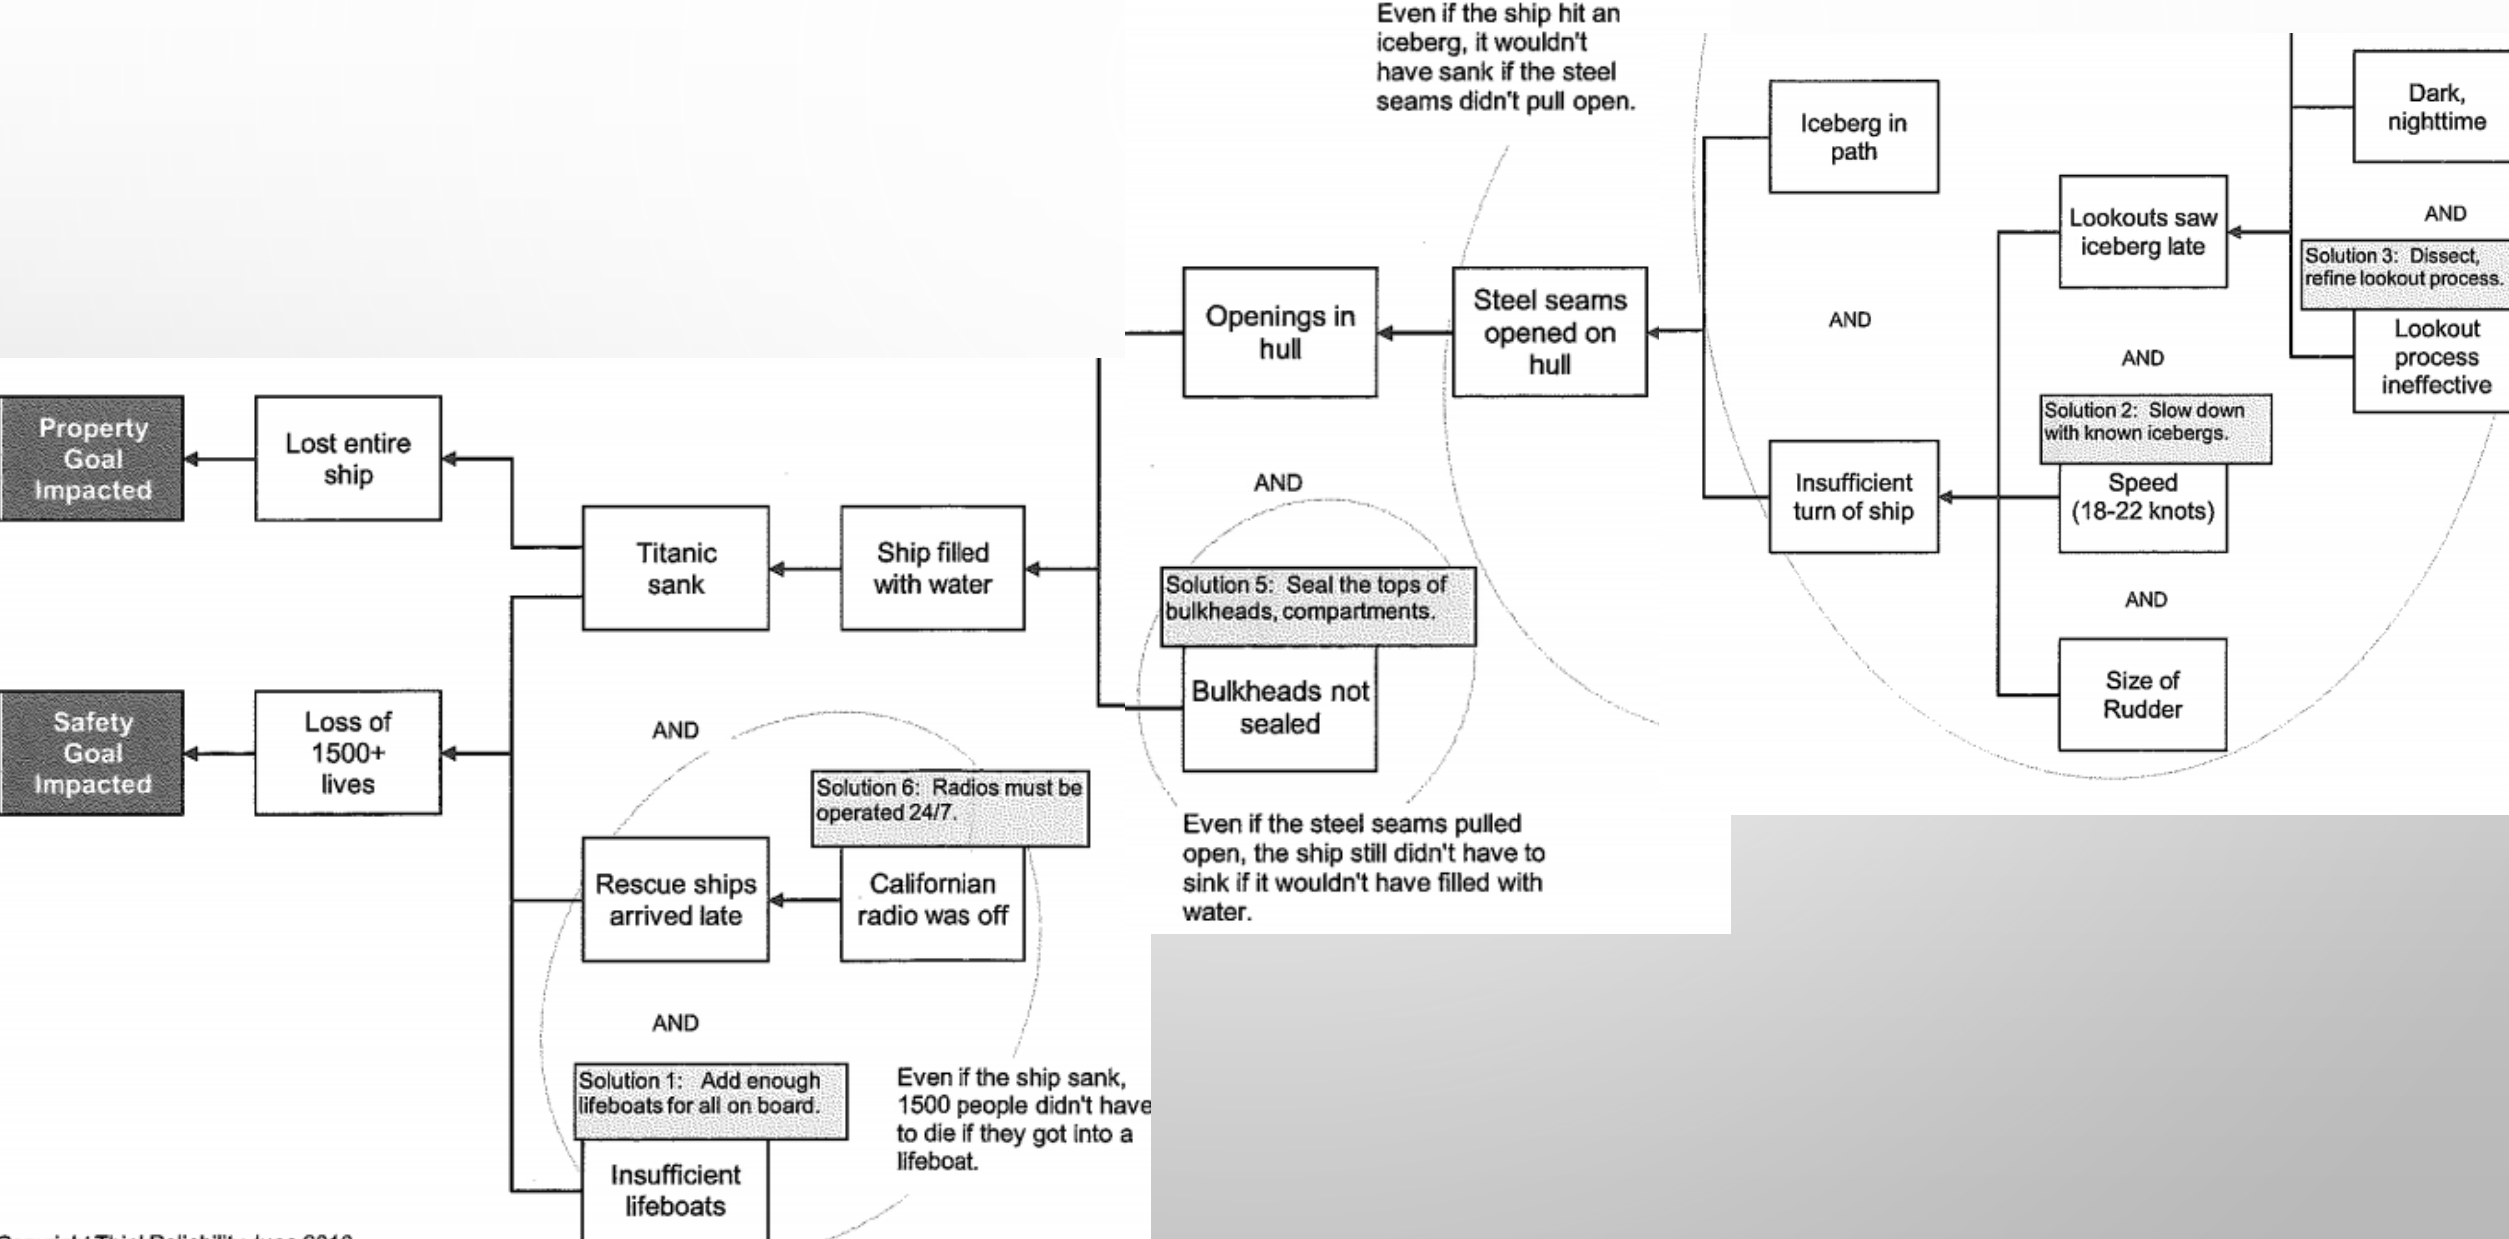 Even if the ship hit an
iceberg, it wouldn't
have sank if the steel
seams didn't pull open.
Iceberg in
path
Dark,
nighttime
AND
Lookouts saw
iceberg late
Solution 3: Dissect,
refine lookout process.
Lookout
process
ineffective
Openings in
hull
Steel seams
opened on
hull
AND
AND
Solution 2: Slow down
with known icebergs.
Speed
(18-22 knots)
Insufficient
turn of ship
AND
Size of
Rudder
Property
Goal
Impacted
Lost entire
ship
Titanic
sank
Ship filled
with water
AND
Solution 5: Seal the tops of
bulkheads, compartments.
Bulkheads not
sealed
Even if the steel seams pulled
open, the ship still didn't have to
sink if it wouldn't have filled with
water.
Safety
Goal
Impacted
Loss of
1500+
lives
AND
Solution 6: Radios must be
operated 24/7.
Rescue ships
arrived late
Californian
radio was off
AND
Solution 1: Add enough
lifeboats for all on board.
Insufficient
lifeboats
Even if the ship sank,
1500 people didn't have
to die if they got into a
lifeboat.